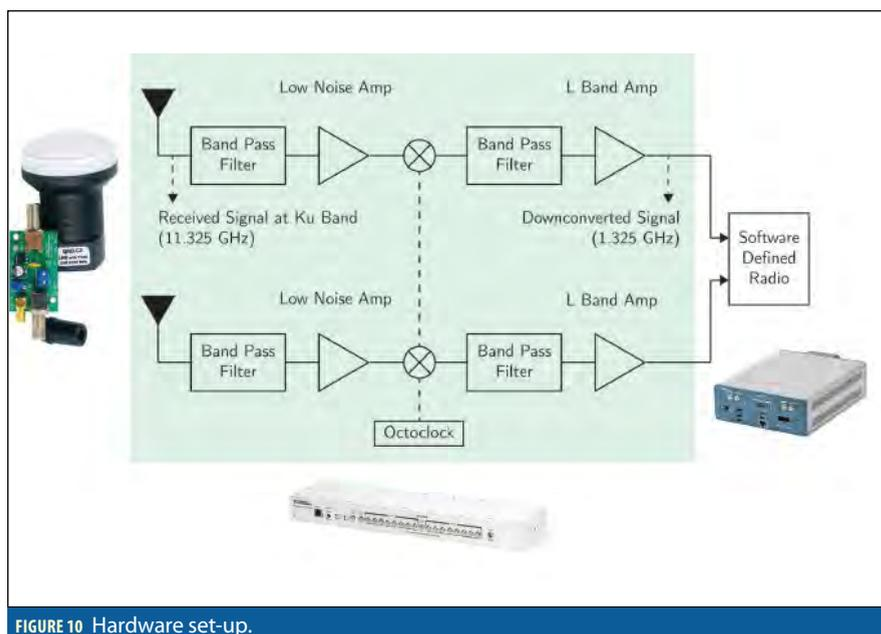 Low Noise Amp
L Band Amp
Band Pass
Filter
Band Pass
Filter
Received Signal at Ku Band
(11.325 GHz)
Downconverted Signal
(1.325 GHz)
Software
Defined
Radio
Low Noise Amp
L Band Amp
Band Pass
Filter
Band Pass
Filter
Octoclock
FIGURE 10 Hardware set-up.